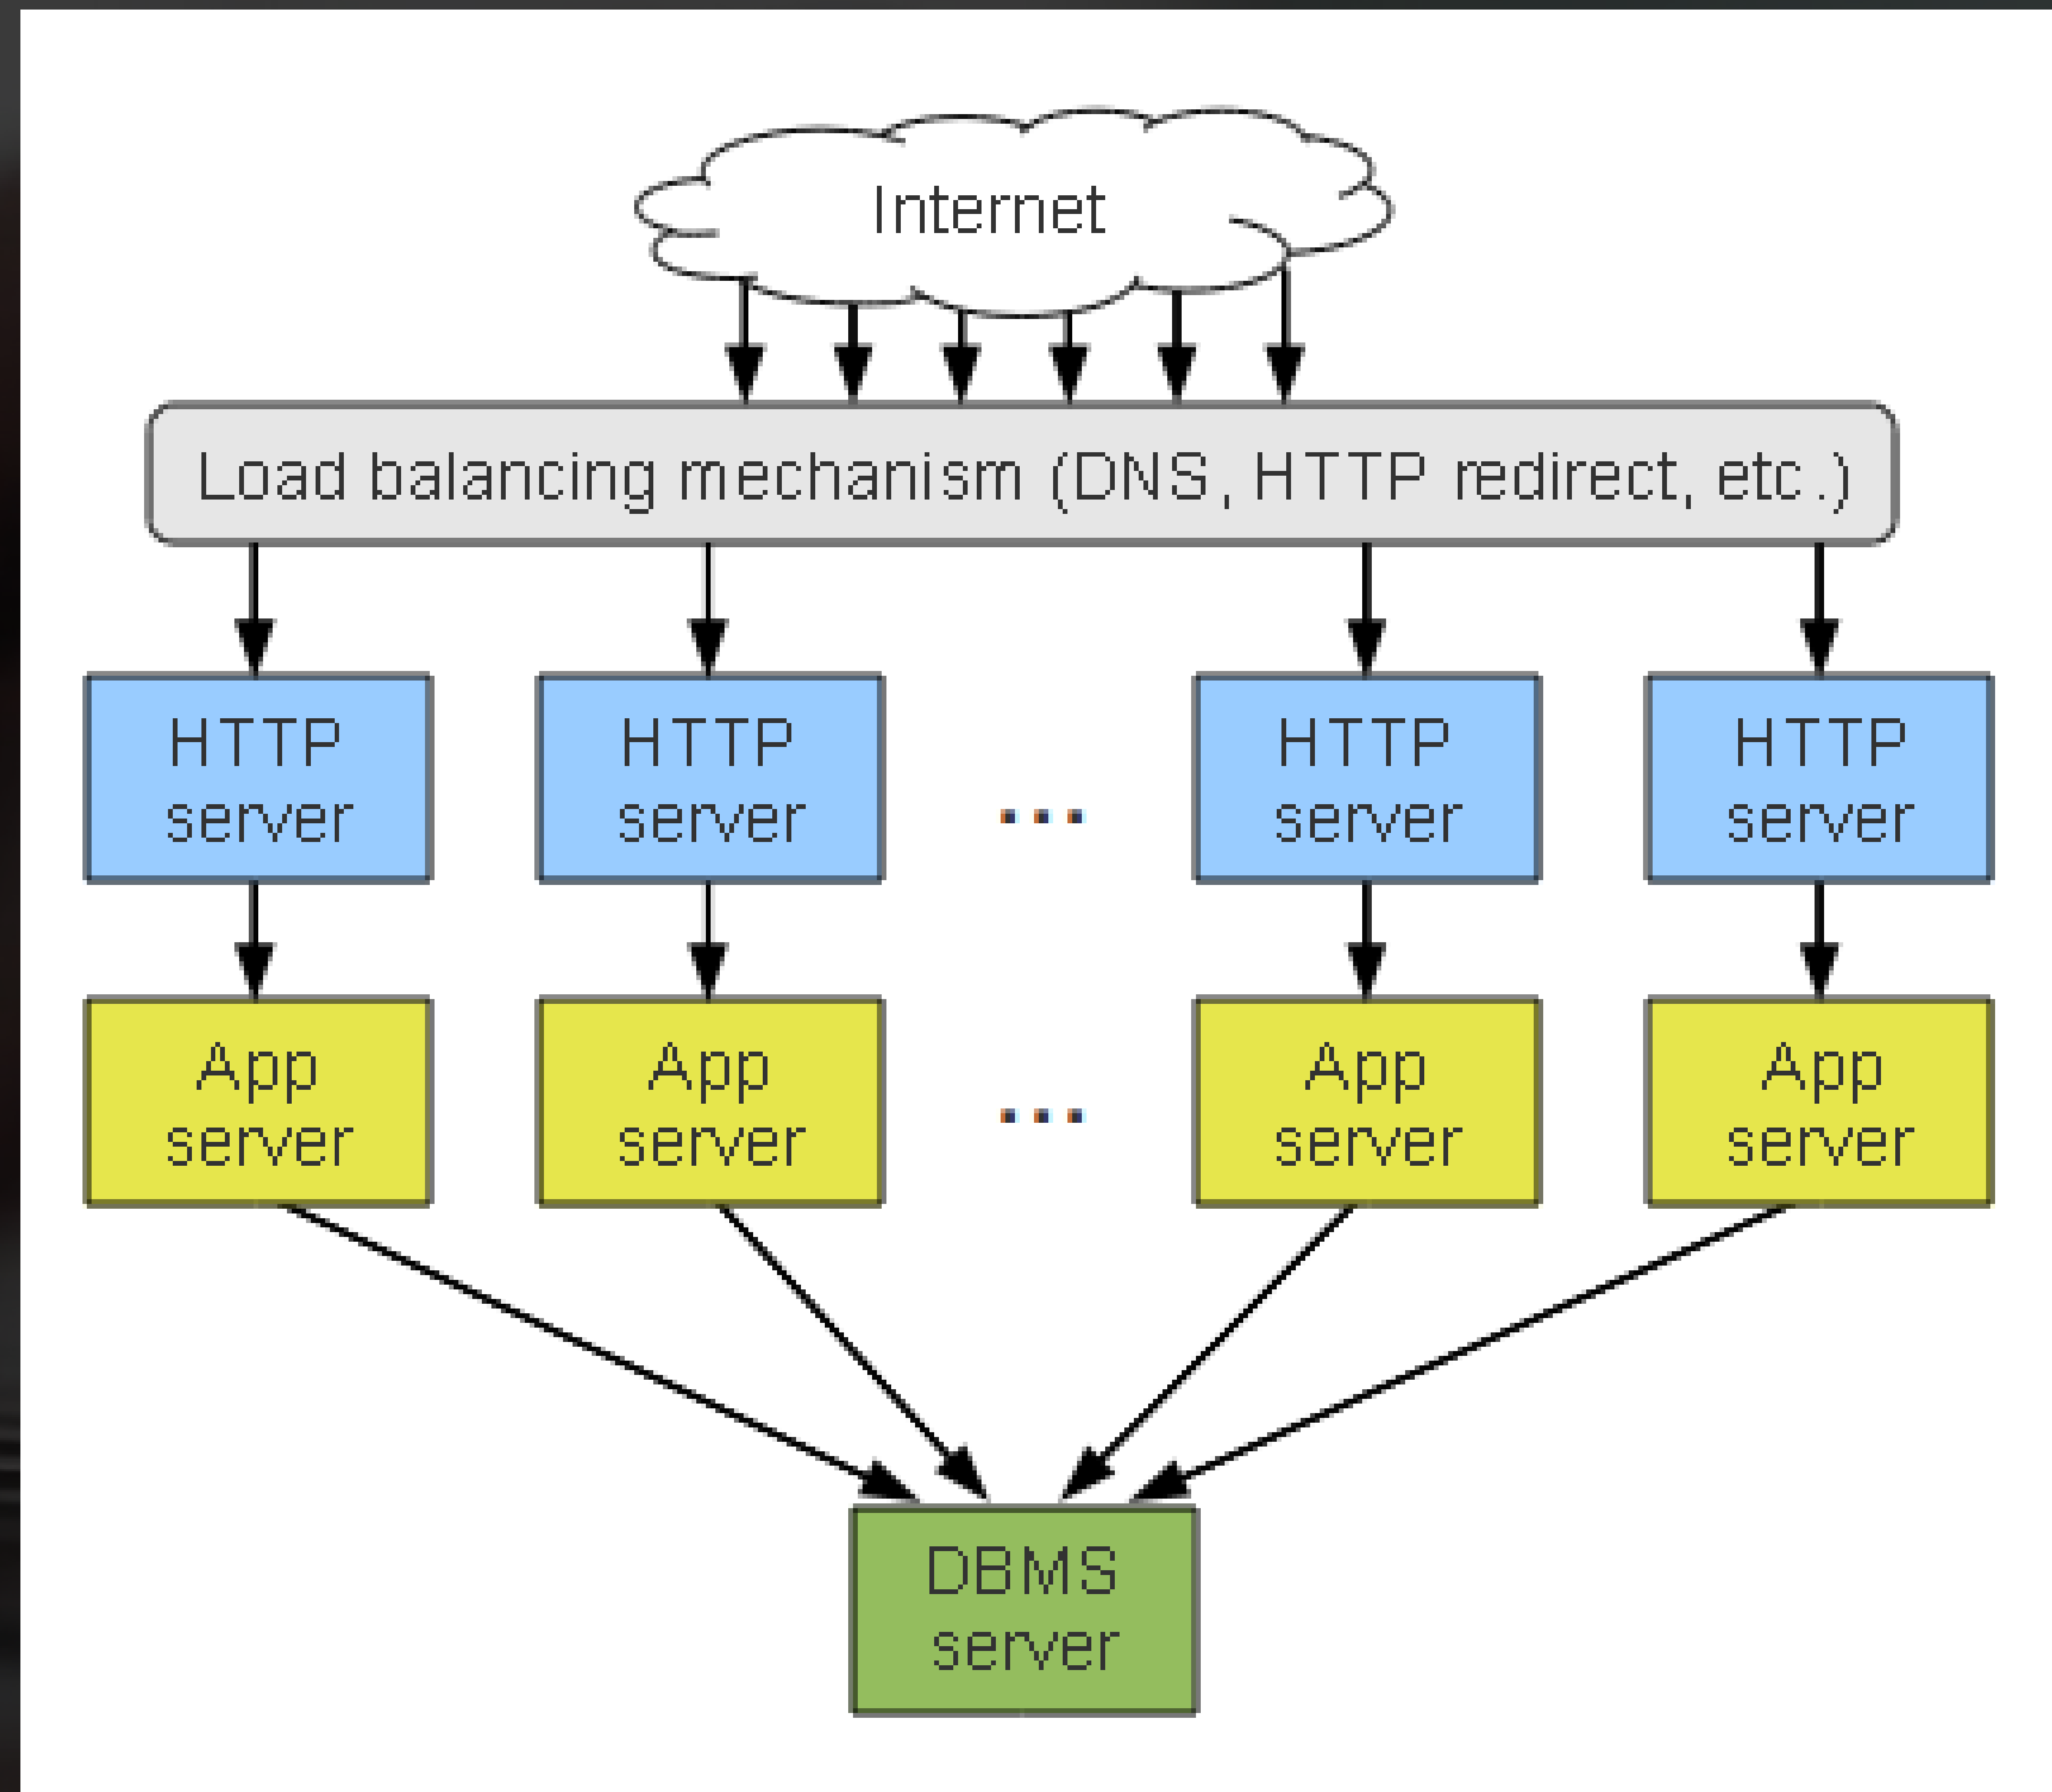 Internet
Load balancing mechanism (DNS, HTTP redirect, etc.)
HTTP
server
HTTP
server
...
HTTP
server
HTTP
server
App
server
App
server
...
App
server
App
server
DBMS
server